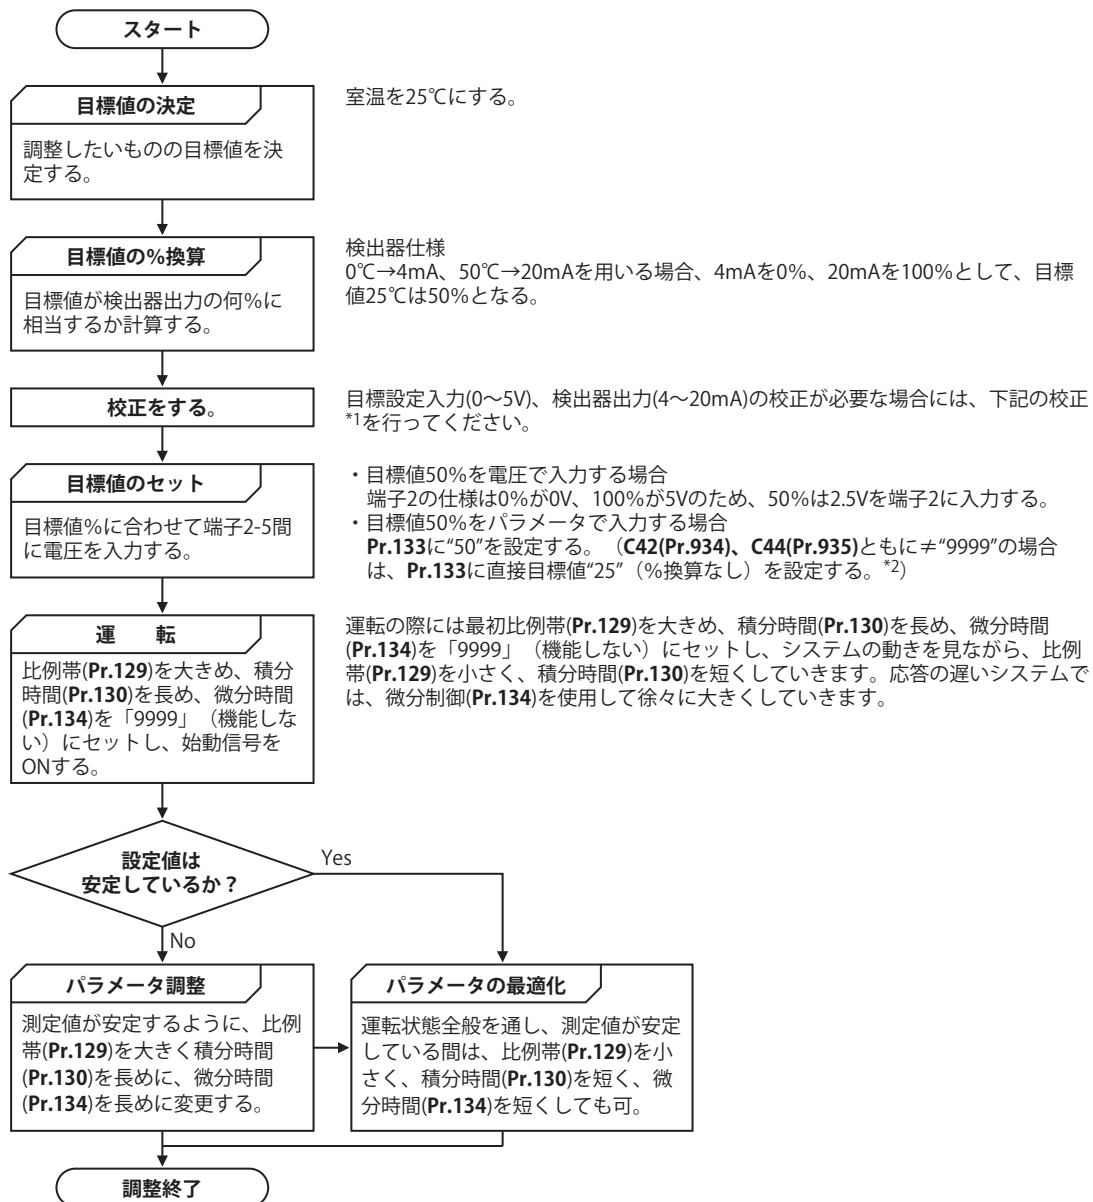 スタート
目標値の決定
調整したいものの目標値を決
定する。
室温を25℃にする。
目標値の%換算
目標値が検出器出力の何%に
相当するか計算する。
検出器仕様
0℃→4mA、50℃→20mAを用いる場合、4mAを0%、20mAを100%として、目標
値25℃は50%となる。
校正をする。
目標設定入力(0～5V)、検出器出力(4～20mA)の校正が必要な場合には、下記の校正
*1を行ってください。
目標値のセット
目標値%に合わせて端子2-5間
に電圧を入力する。
・目標値50%を電圧で入力する場合
端子2の仕様は0%が0V、100%が5Vのため、50%は2.5Vを端子2に入力する。
・目標値50%をパラメータで入力する場合
Pr.133に“50”を設定する。（C42(Pr.934)、C44(Pr.935)ともに≠“9999”の場合
は、Pr.133に直接目標値“25”（%換算なし）を設定する。*2）
運　転
比例帯(Pr.129)を大きめ、積分
時間(Pr.130)を長め、微分時間
(Pr.134)を「9999」（機能しな
い）にセットし、始動信号を
ONする。
運転の際には最初比例帯(Pr.129)を大きめ、積分時間(Pr.130)を長め、微分時間
(Pr.134)を「9999」（機能しない）にセットし、システムの動きを見ながら、比例
帯(Pr.129)を小さく、積分時間(Pr.130)を短くしていきます。応答の遅いシステムで
は、微分制御(Pr.134)を使用して徐々に大きくしていきます。
設定値は
安定しているか？
Yes
No
パラメータ調整
測定値が安定するように、比例
帯(Pr.129)を大きく積分時間
(Pr.130)を長めに、微分時間
(Pr.134)を長めに変更する。
パラメータの最適化
運転状態全般を通し、測定値が安定
している間は、比例帯(Pr.129)を小
さく、積分時間(Pr.130)を短く、微
分時間(Pr.134)を短くしても可。
調整終了